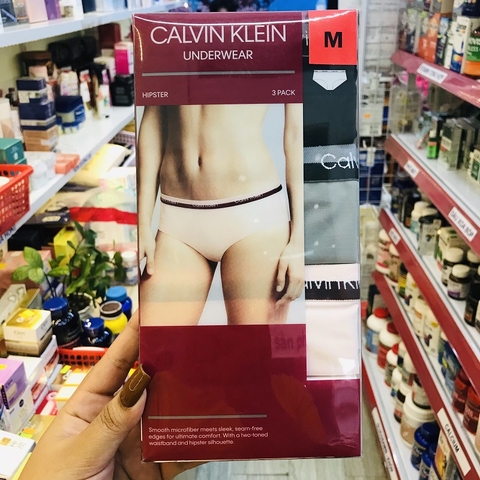 CALVIN KLEIN
UNDERWEAR
M
HIPSTER
3 PACK
Cal
Smooth microfiber meets sleek, seam-free
edges for ultimate comfort. With a two-toned
waistband and hipster silhouette.